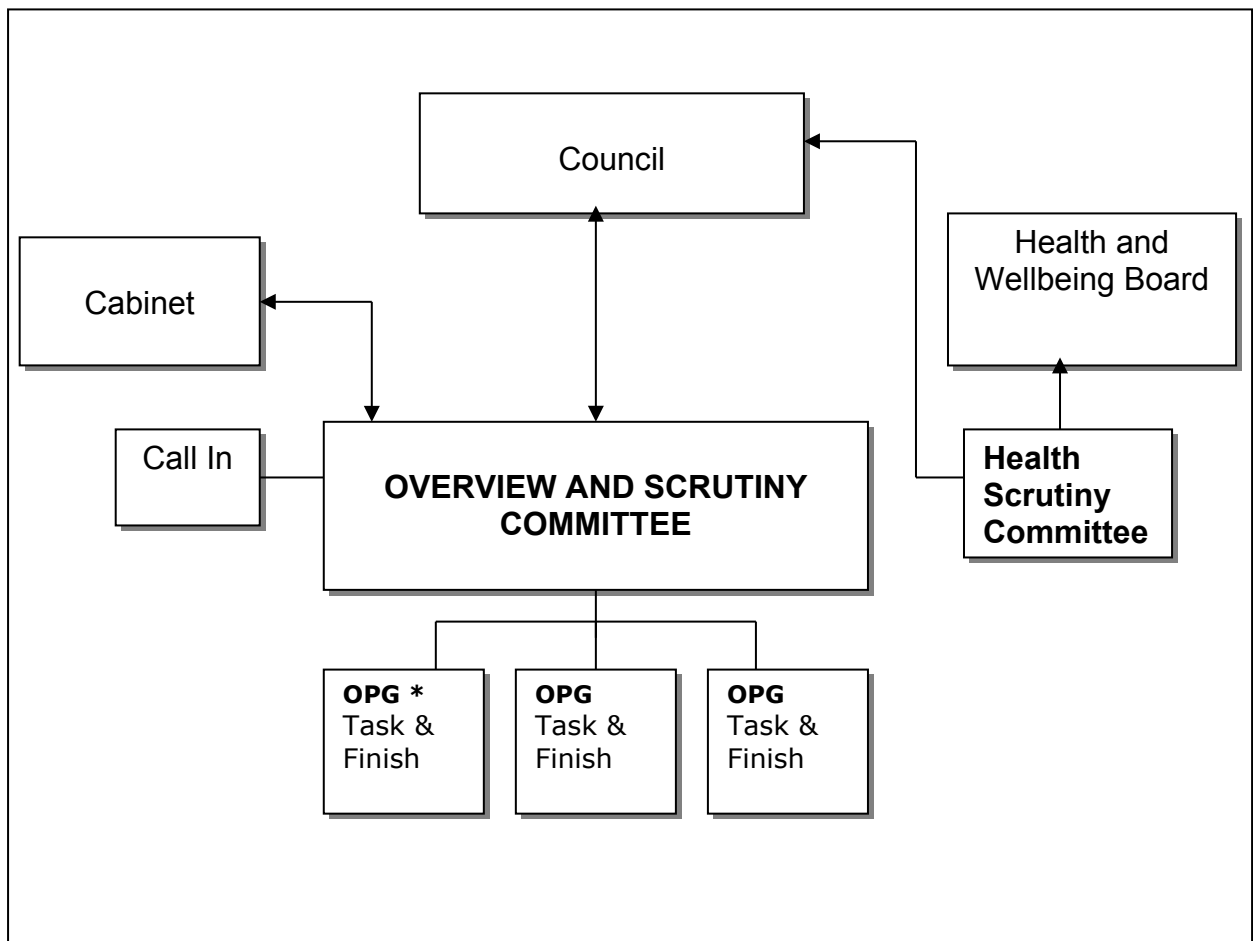 Council
Health and
Wellbeing Board
Cabinet
Call In
OVERVIEW AND SCRUTINY
COMMITTEE
Health
Scrutiny
Committee
OPG *
Task &
Finish
OPG
Task &
Finish
OPG
Task &
Finish